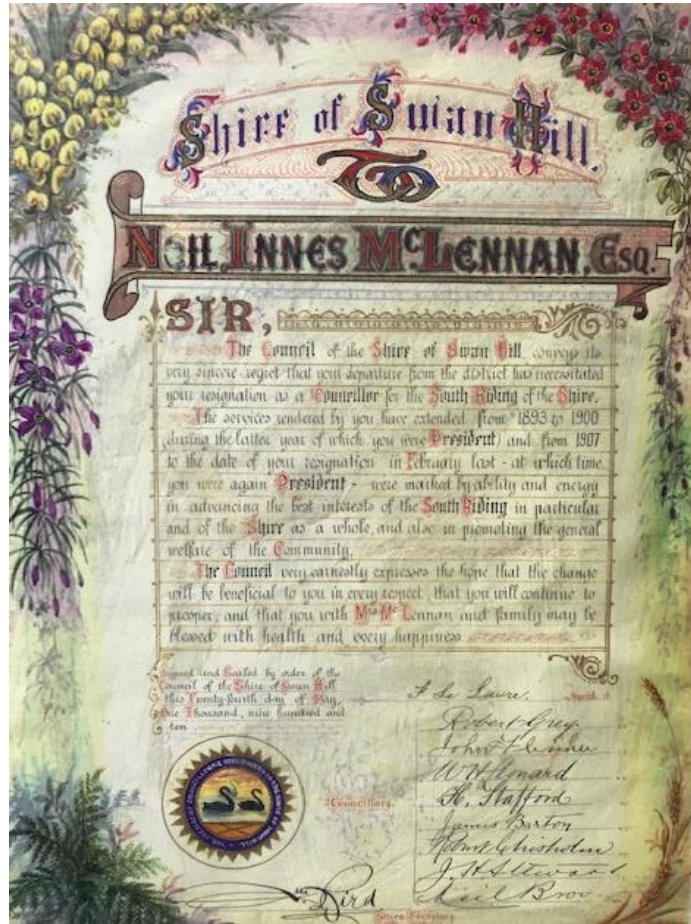 Shire of Swan Hill.
To
NEIL INNES McLENNAN, Esq.
SIR,
The Council of the Shire of Swan Hill, conveys its
very sincere regret that your departure from the district has necessitated
your resignation as a Councillor for the South Riding of the Shire.
The services rendered by you have extended from 1893 to 1900
(during the latter year of which you were President) and from 1907
to the date of your resignation in February last - at which time
you were again President - were marked by ability and energy
in advancing the best interests of the South Riding in particular
and of the Shire as a whole, and also in promoting the general
welfare of the Community.
The Council very earnestly expresses the hope that the change
will be beneficial to you in every respect, that you will continue to
prosper, and that you with Mrs McLennan and family may be
blessed with health and every happiness
Signed and Sealed by order of the
Council of the Shire of Swan Hill
this Twenty-fourth day of May,
One Thousand, nine hundred and
ten
Robert Grey
Councillors.
H. Stafford
James Barton
Robert Chisholm
Shire Secretary